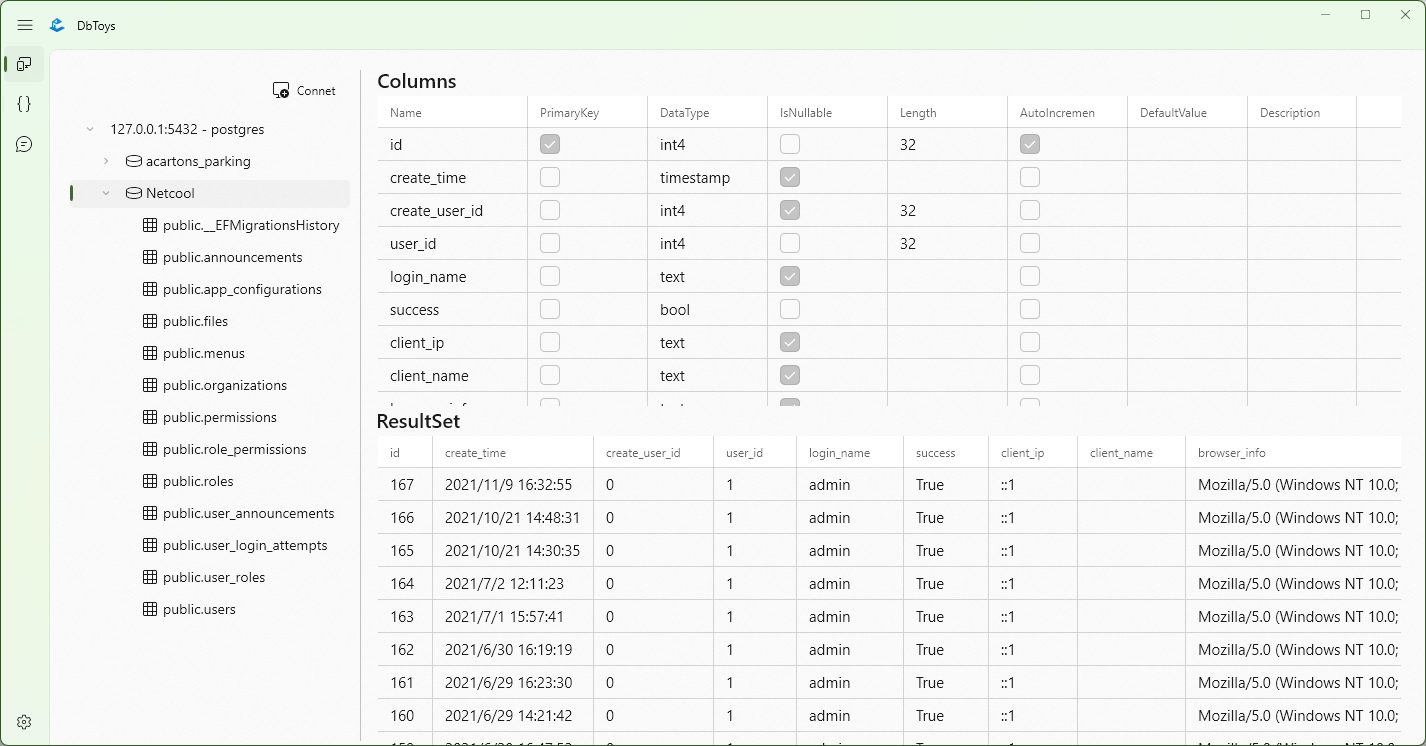 DbToys
Connet
127.0.0.1:5432 - postgres
acartons_parking
Netcool
public.__EFMigrationsHistory
public.announcements
public.app_configurations
public.files
public.menus
public.organizations
public.permissions
public.role_permissions
public.roles
public.user_announcements
public.user_login_attempts
public.user_roles
public.users
Columns
Name PrimaryKey DataType IsNullable Length AutoIncremen DefaultValue Description
id int4 32
create_time timestamp
create_user_id int4 32
user_id int4 32
login_name text
success bool
client_ip text
client_name text
ResultSet
id create_time create_user_id user_id login_name success client_ip client_name browser_info
167 2021/11/9 16:32:55 0 1 admin True ::1 Mozilla/5.0 (Windows NT 10.0;
166 2021/10/21 14:48:31 0 1 admin True ::1 Mozilla/5.0 (Windows NT 10.0;
165 2021/10/21 14:30:35 0 1 admin True ::1 Mozilla/5.0 (Windows NT 10.0;
164 2021/7/2 12:11:23 0 1 admin True ::1 Mozilla/5.0 (Windows NT 10.0;
163 2021/7/1 15:57:41 0 1 admin True ::1 Mozilla/5.0 (Windows NT 10.0;
162 2021/6/30 16:19:19 0 1 admin True ::1 Mozilla/5.0 (Windows NT 10.0;
161 2021/6/29 16:23:30 0 1 admin True ::1 Mozilla/5.0 (Windows NT 10.0;
160 2021/6/29 14:21:42 0 1 admin True ::1 Mozilla/5.0 (Windows NT 10.0;